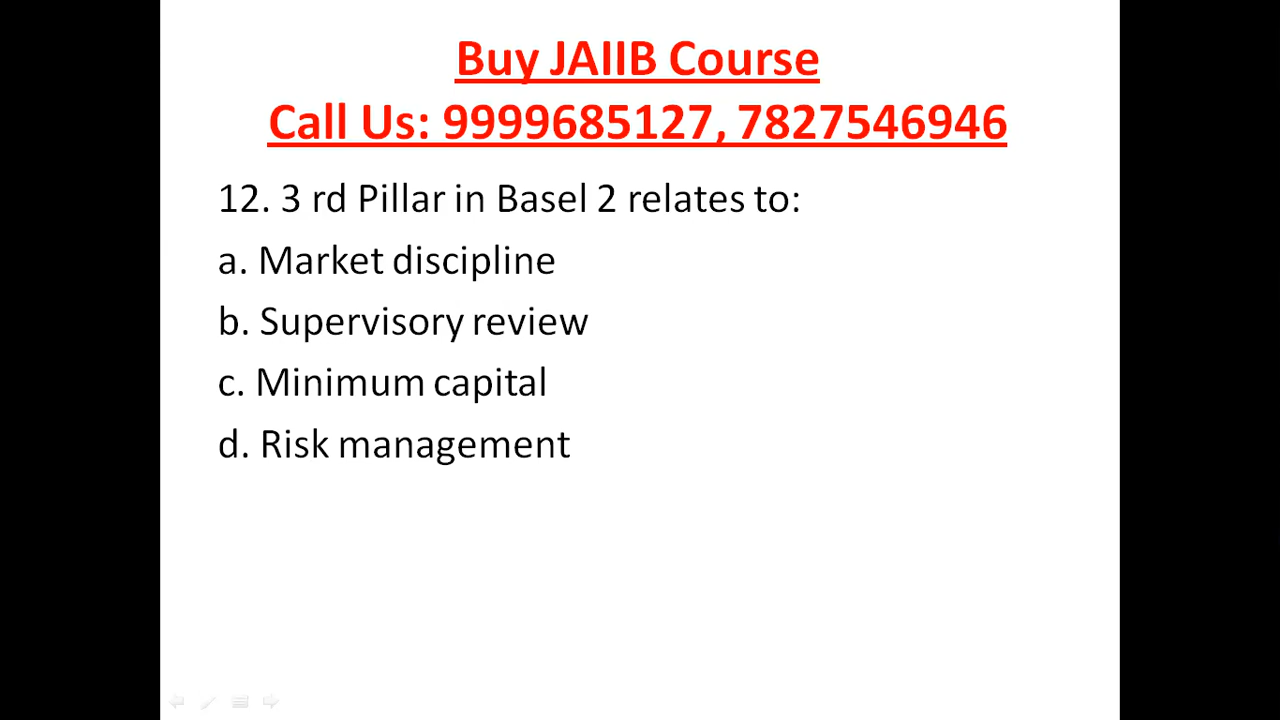 Buy JAIIB Course
Call Us: 9999685127, 7827546946
12. 3 rd Pillar in Basel 2 relates to:
a. Market discipline
b. Supervisory review
c. Minimum capital
d. Risk management